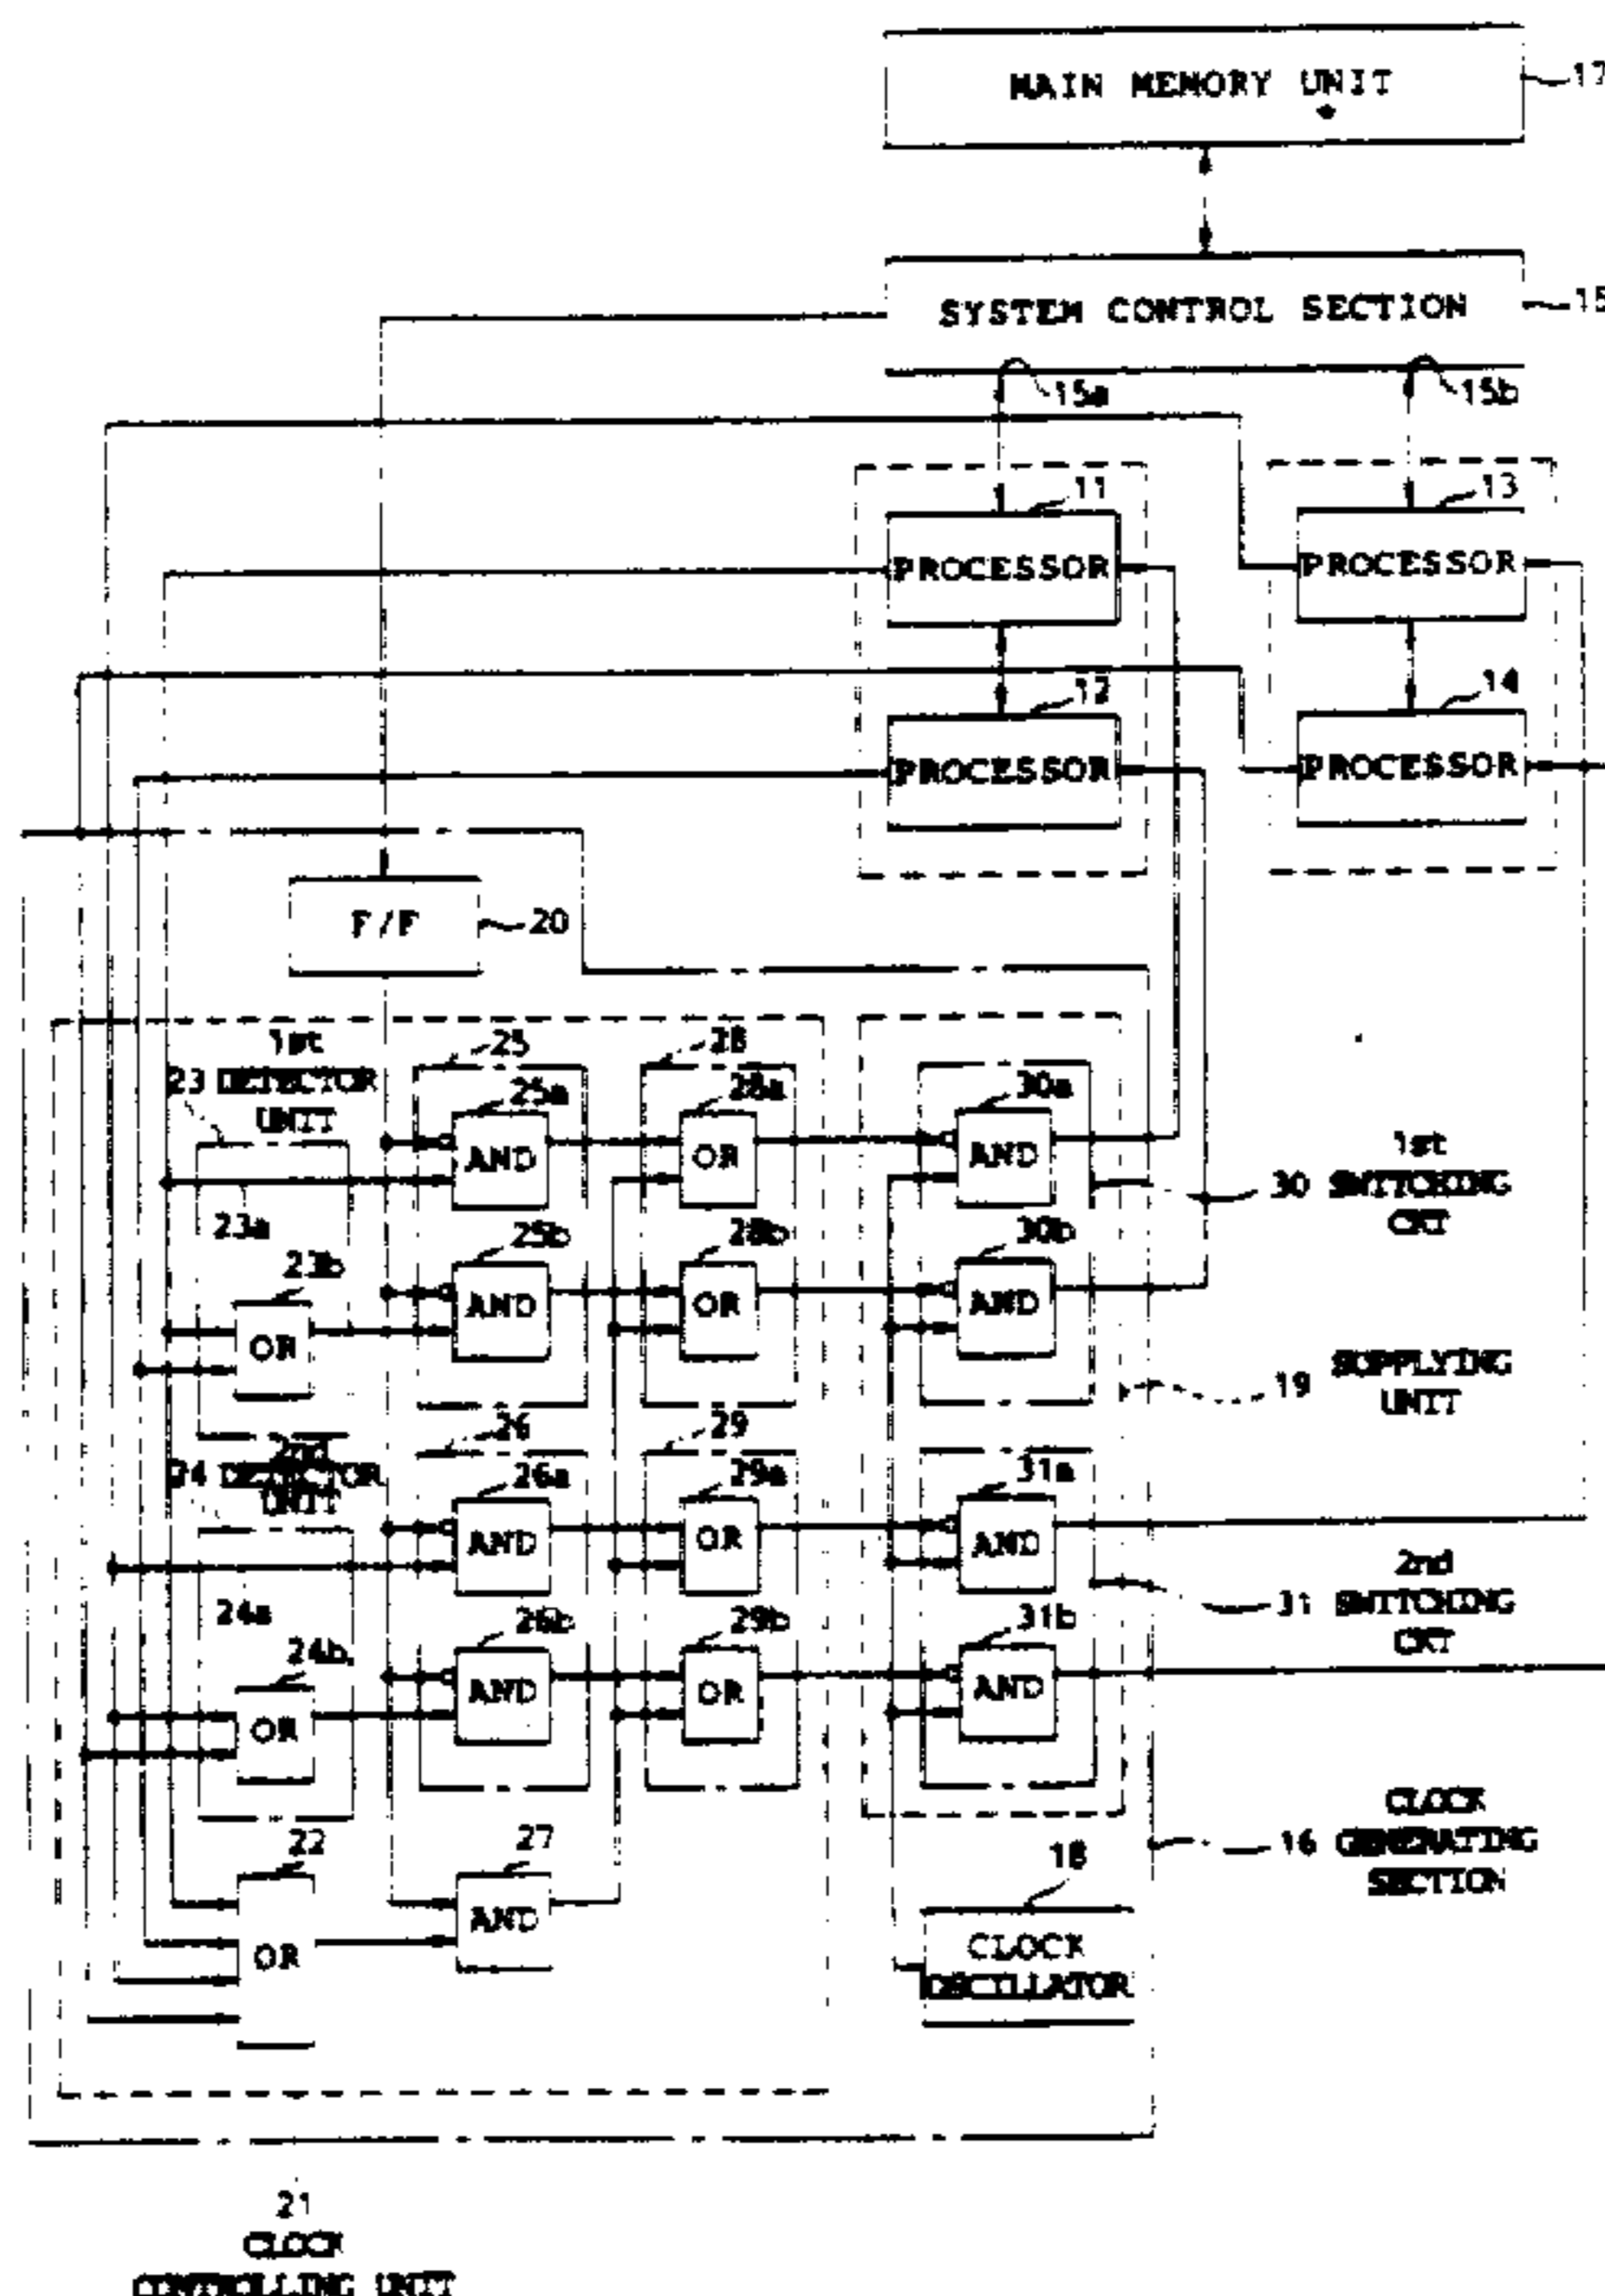 MAIN MEMORY UNIT
17
SYSTEM CONTROL SECTION
15
15a
15b
11
13
PROCESSOR
PROCESSOR
12
14
PROCESSOR
PROCESSOR
F/F
20
1st
23 DETECTOR
UNIT
25
28
25a
28a
30a
AND
OR
AND
23a
1st
30 SWITCHING
CKT
23b
25b
28b
30b
OR
AND
OR
AND
19 SUPPLYING
UNIT
2nd
24 DETECTOR
UNIT
26
29
26a
29a
31a
AND
OR
AND
24a
2nd
31 SWITCHING
CKT
24b
26b
29b
31b
OR
AND
OR
AND
22
27
18
CLOCK
16 GENERATING
SECTION
OR
AND
CLOCK
OSCILLATOR
21
CLOCK
CONTROLLING UNIT